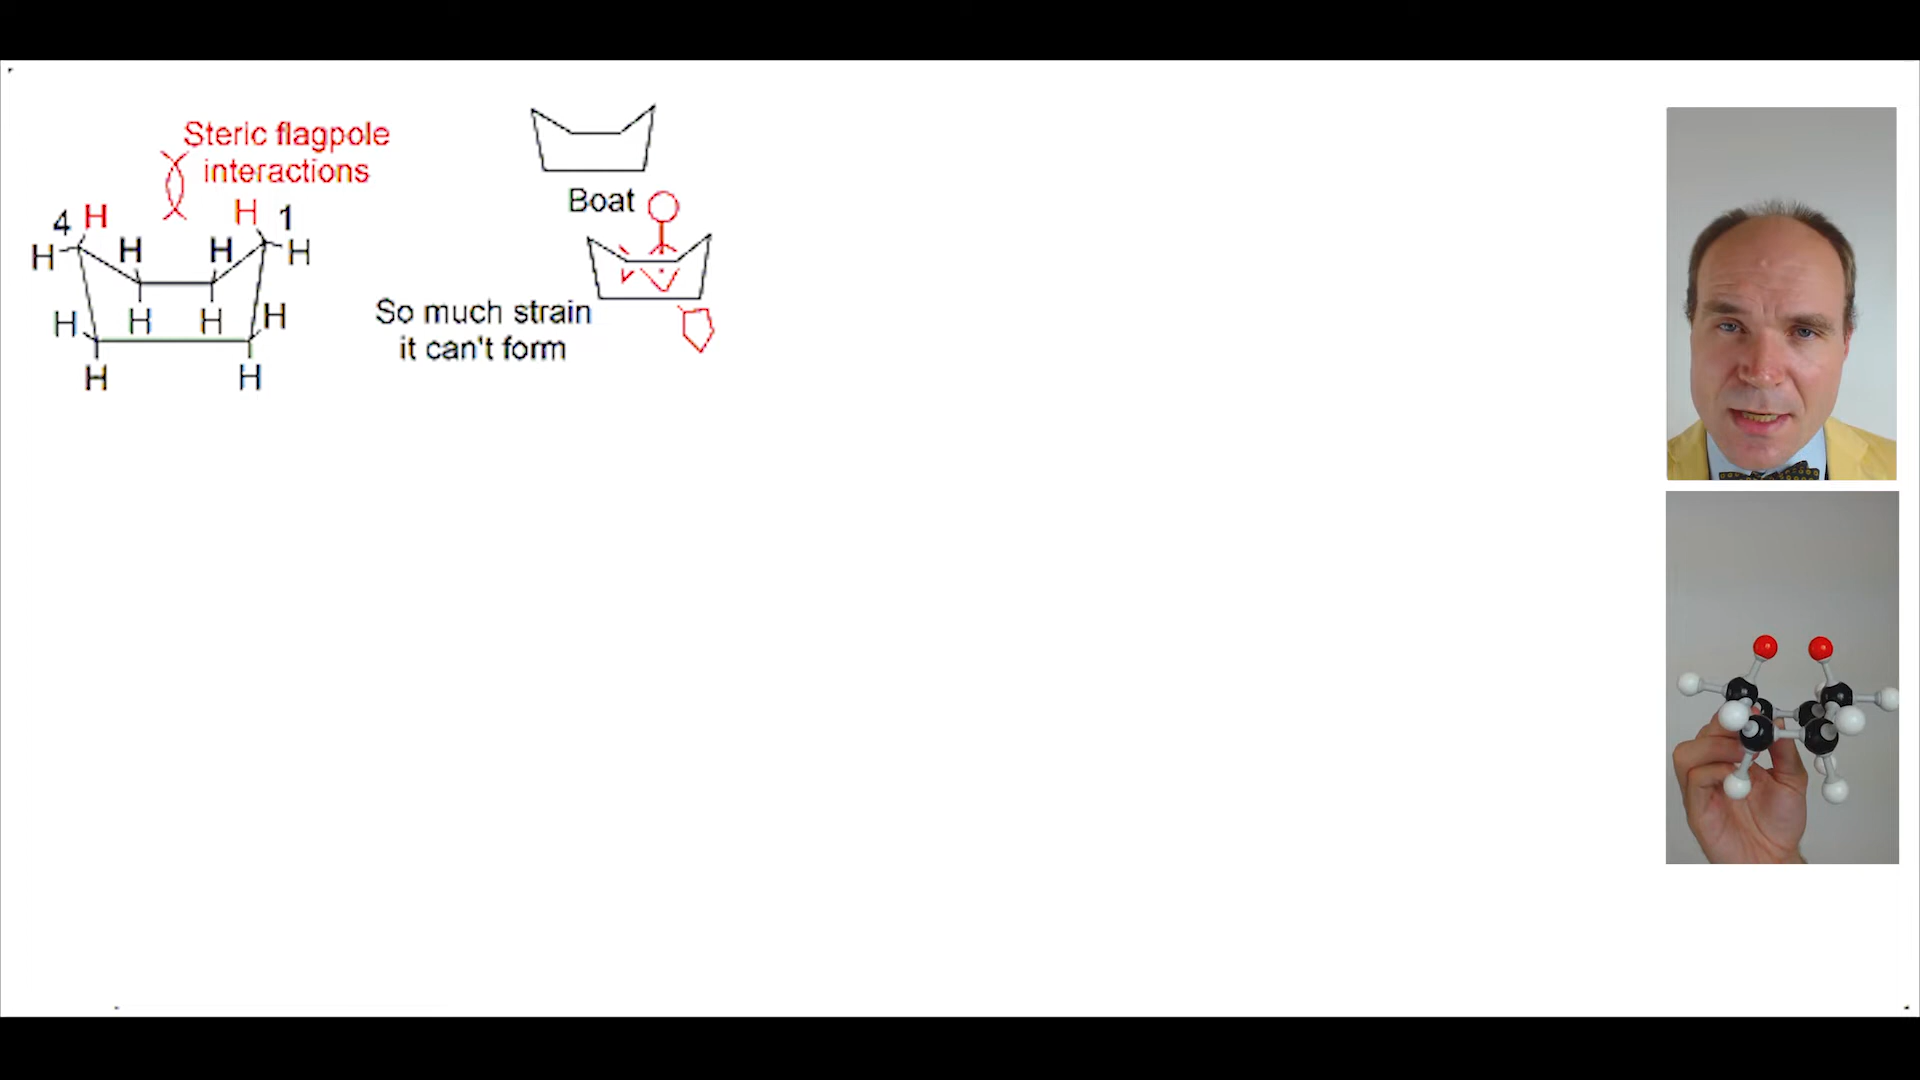 Steric flagpole
interactions
4 H H 1
H H H H
H H H H
H H
Boat
So much strain
it can't form